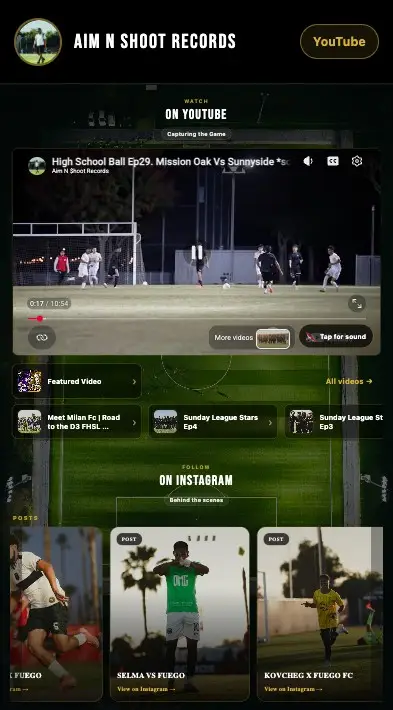 AIM N SHOOT RECORDS
YouTube
WATCH
ON YOUTUBE
Capturing the Game
High School Ball Ep29. Mission Oak Vs Sunnyside *sc
Aim N $hoot Records
0:17 / 10:54
More videos
Tap for sound
Featured Video
All videos →
Meet Milan Fc | Road
to the D3 FHSL ...
Sunday League Stars
Ep4
Sunday League St
Ep3
FOLLOW
ON INSTAGRAM
Behind the scenes
POSTS
X FUEGO
ram →
POST
OMG
SELMA VS FUEGO
View on Instagram →
POST
KOVCHEG X FUEGO FC
View on Instagram →